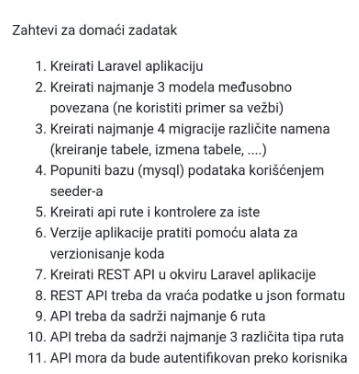 Zahtevi za domaći zadatak
1. Kreirati Laravel aplikaciju
2. Kreirati najmanje 3 modela međusobno
povezana (ne koristiti primer sa vežbi)
3. Kreirati najmanje 4 migracije različite namena
(kreiranje tabele, izmena tabele, ....)
4. Popuniti bazu (mysql) podataka korišćenjem
seeder-a
5. Kreirati api rute i kontrolere za iste
6. Verzije aplikacije pratiti pomoću alata za
verzionisanje koda
7. Kreirati REST API u okviru Laravel aplikacije
8. REST API treba da vraća podatke u json formatu
9. API treba da sadrži najmanje 6 ruta
10. API treba da sadrži najmanje 3 različita tipa ruta
11. API mora da bude autentifikovan preko korisnika